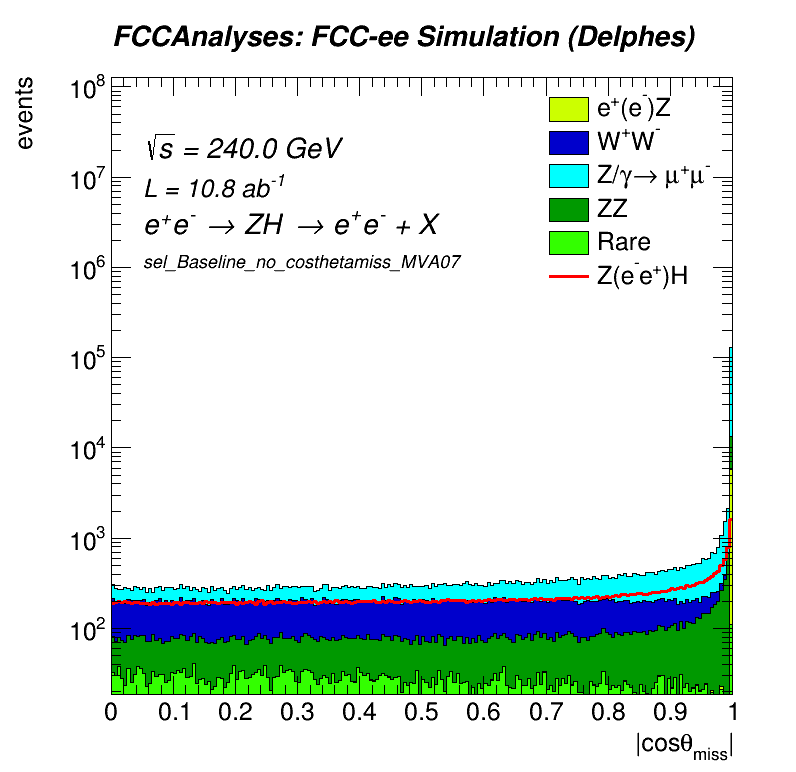 FCCAnalyses: FCC-ee Simulation (Delphes)
events
10⁸
10⁷
10⁶
10⁵
10⁴
10³
10²
√s = 240.0 GeV
L = 10.8 ab⁻¹
e⁺e⁻ → ZH → e⁺e⁻ + X
sel_Baseline_no_costhetamiss_MVA07
e⁺(e⁻)Z
W⁺W⁻
Z/γ→ μ⁺μ⁻
ZZ
Rare
Z(e⁻e⁺)H
0 0.1 0.2 0.3 0.4 0.5 0.6 0.7 0.8 0.9 1
|cosθ_miss|